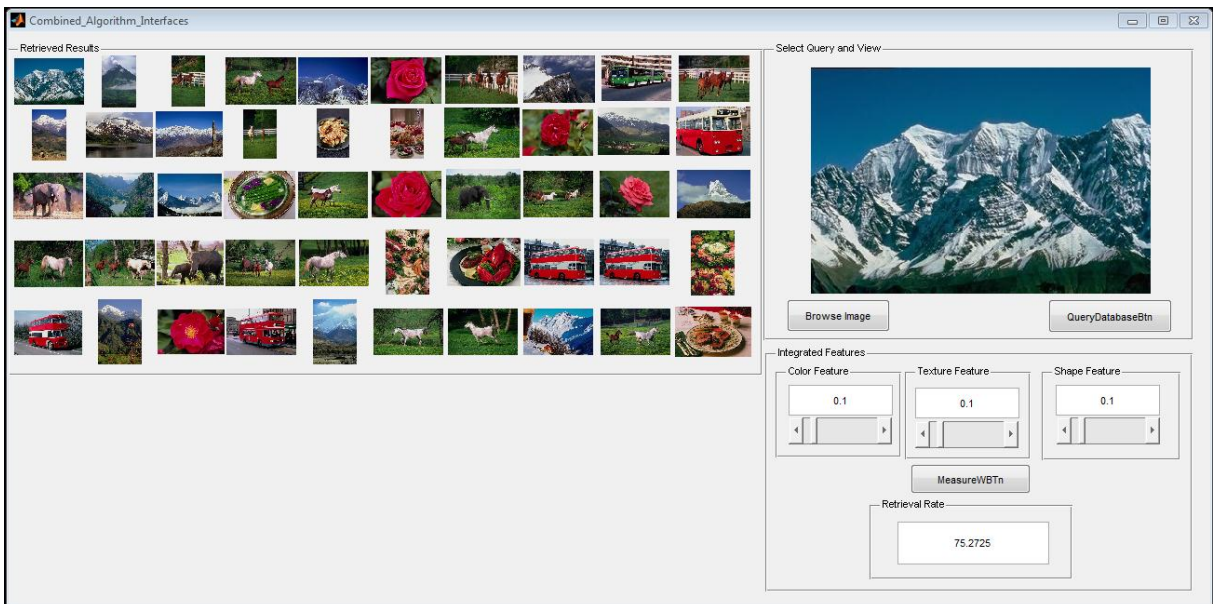 Combined_Algorithm_Interfaces
Retrieved Results
Select Query and View
Browse Image
QueryDatabaseBtn
Integrated Features
Color Feature
Texture Feature
Shape Feature
0.1
0.1
0.1
MeasureWBTn
Retrieval Rate
75.2725